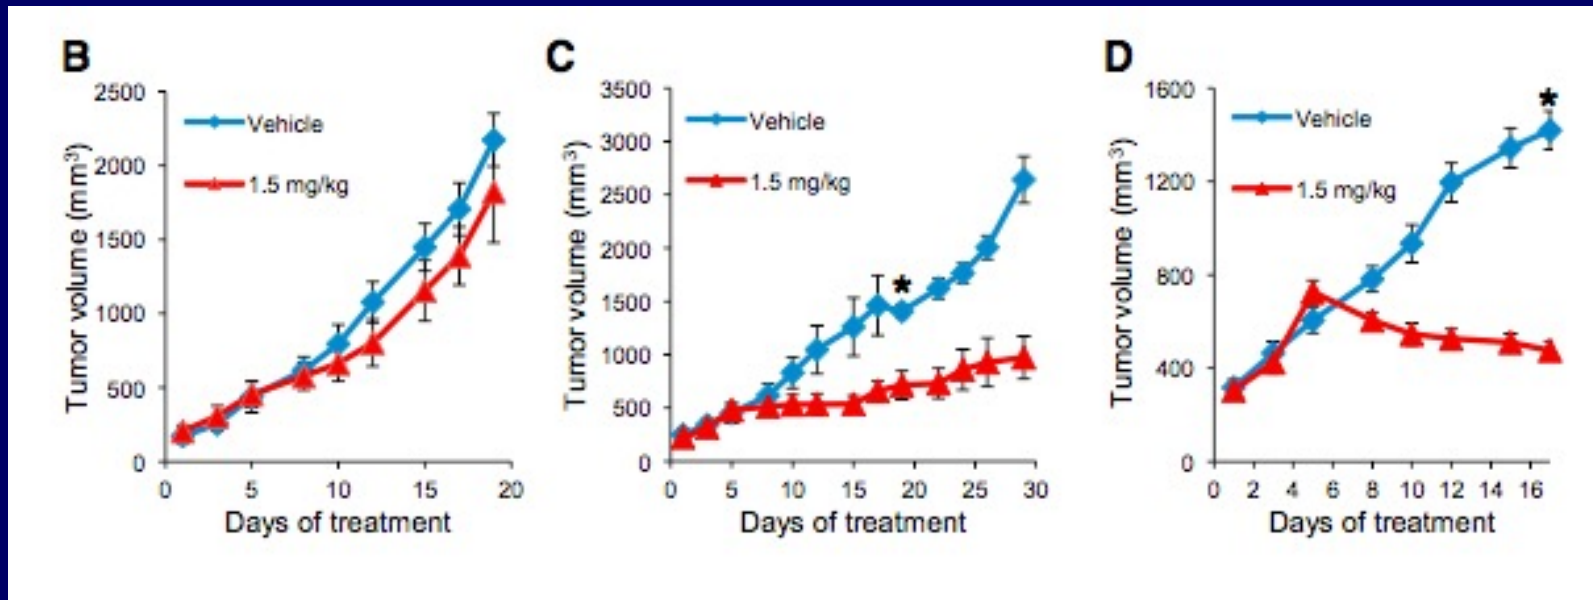 B
2500
2000
1500
1000
500
0
Tumor volume (mm³)
Vehicle
1.5 mg/kg
0 5 10 15 20
Days of treatment
C
3500
3000
2500
2000
1500
1000
500
0
Tumor volume (mm³)
Vehicle
1.5 mg/kg
*
0 5 10 15 20 25 30
Days of treatment
D
1600
1200
800
400
0
Tumor volume (mm³)
Vehicle
1.5 mg/kg
*
0 2 4 6 8 10 12 14 16
Days of treatment